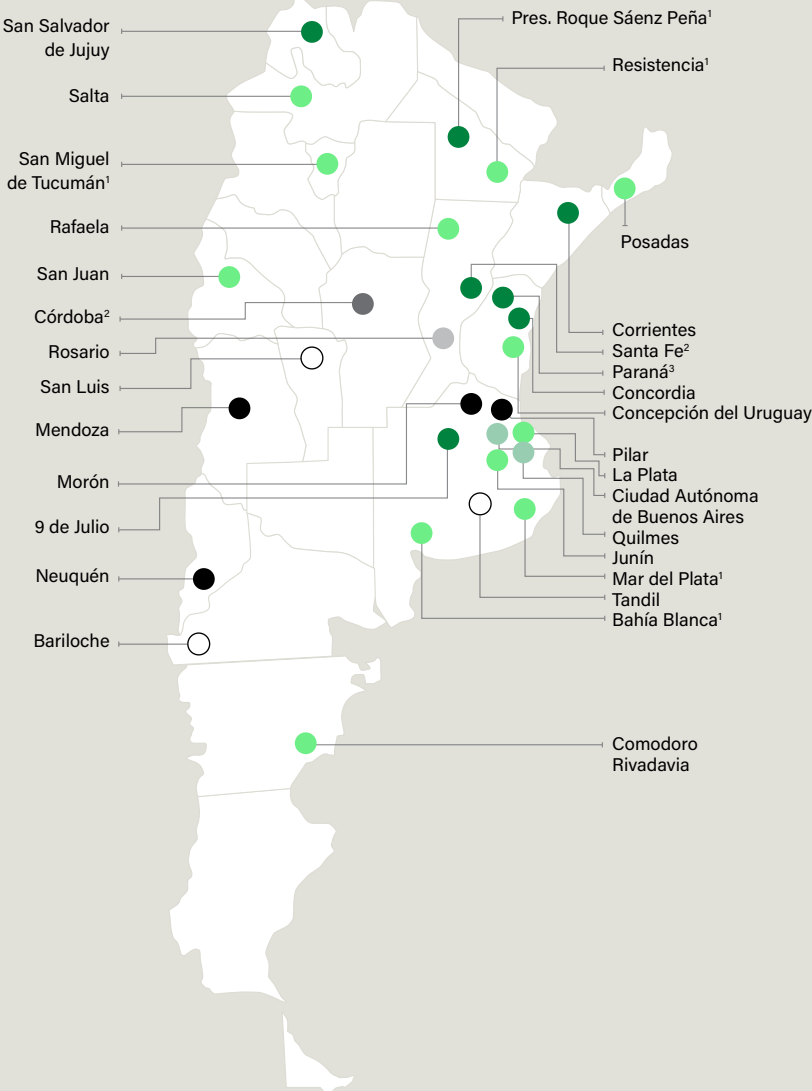 San Salvador
de Jujuy
Salta
San Miguel
de Tucumán¹
Rafaela
San Juan
Córdoba²
Rosario
San Luis
Mendoza
Morón
9 de Julio
Neuquén
Bariloche
Pres. Roque Sáenz Peña¹
Resistencia¹
Posadas
Corrientes
Santa Fe²
Paraná³
Concordia
Concepción del Uruguay
Pilar
La Plata
Ciudad Autónoma
de Buenos Aires
Quilmes
Junín
Mar del Plata¹
Tandil
Bahía Blanca¹
Comodoro
Rivadavia